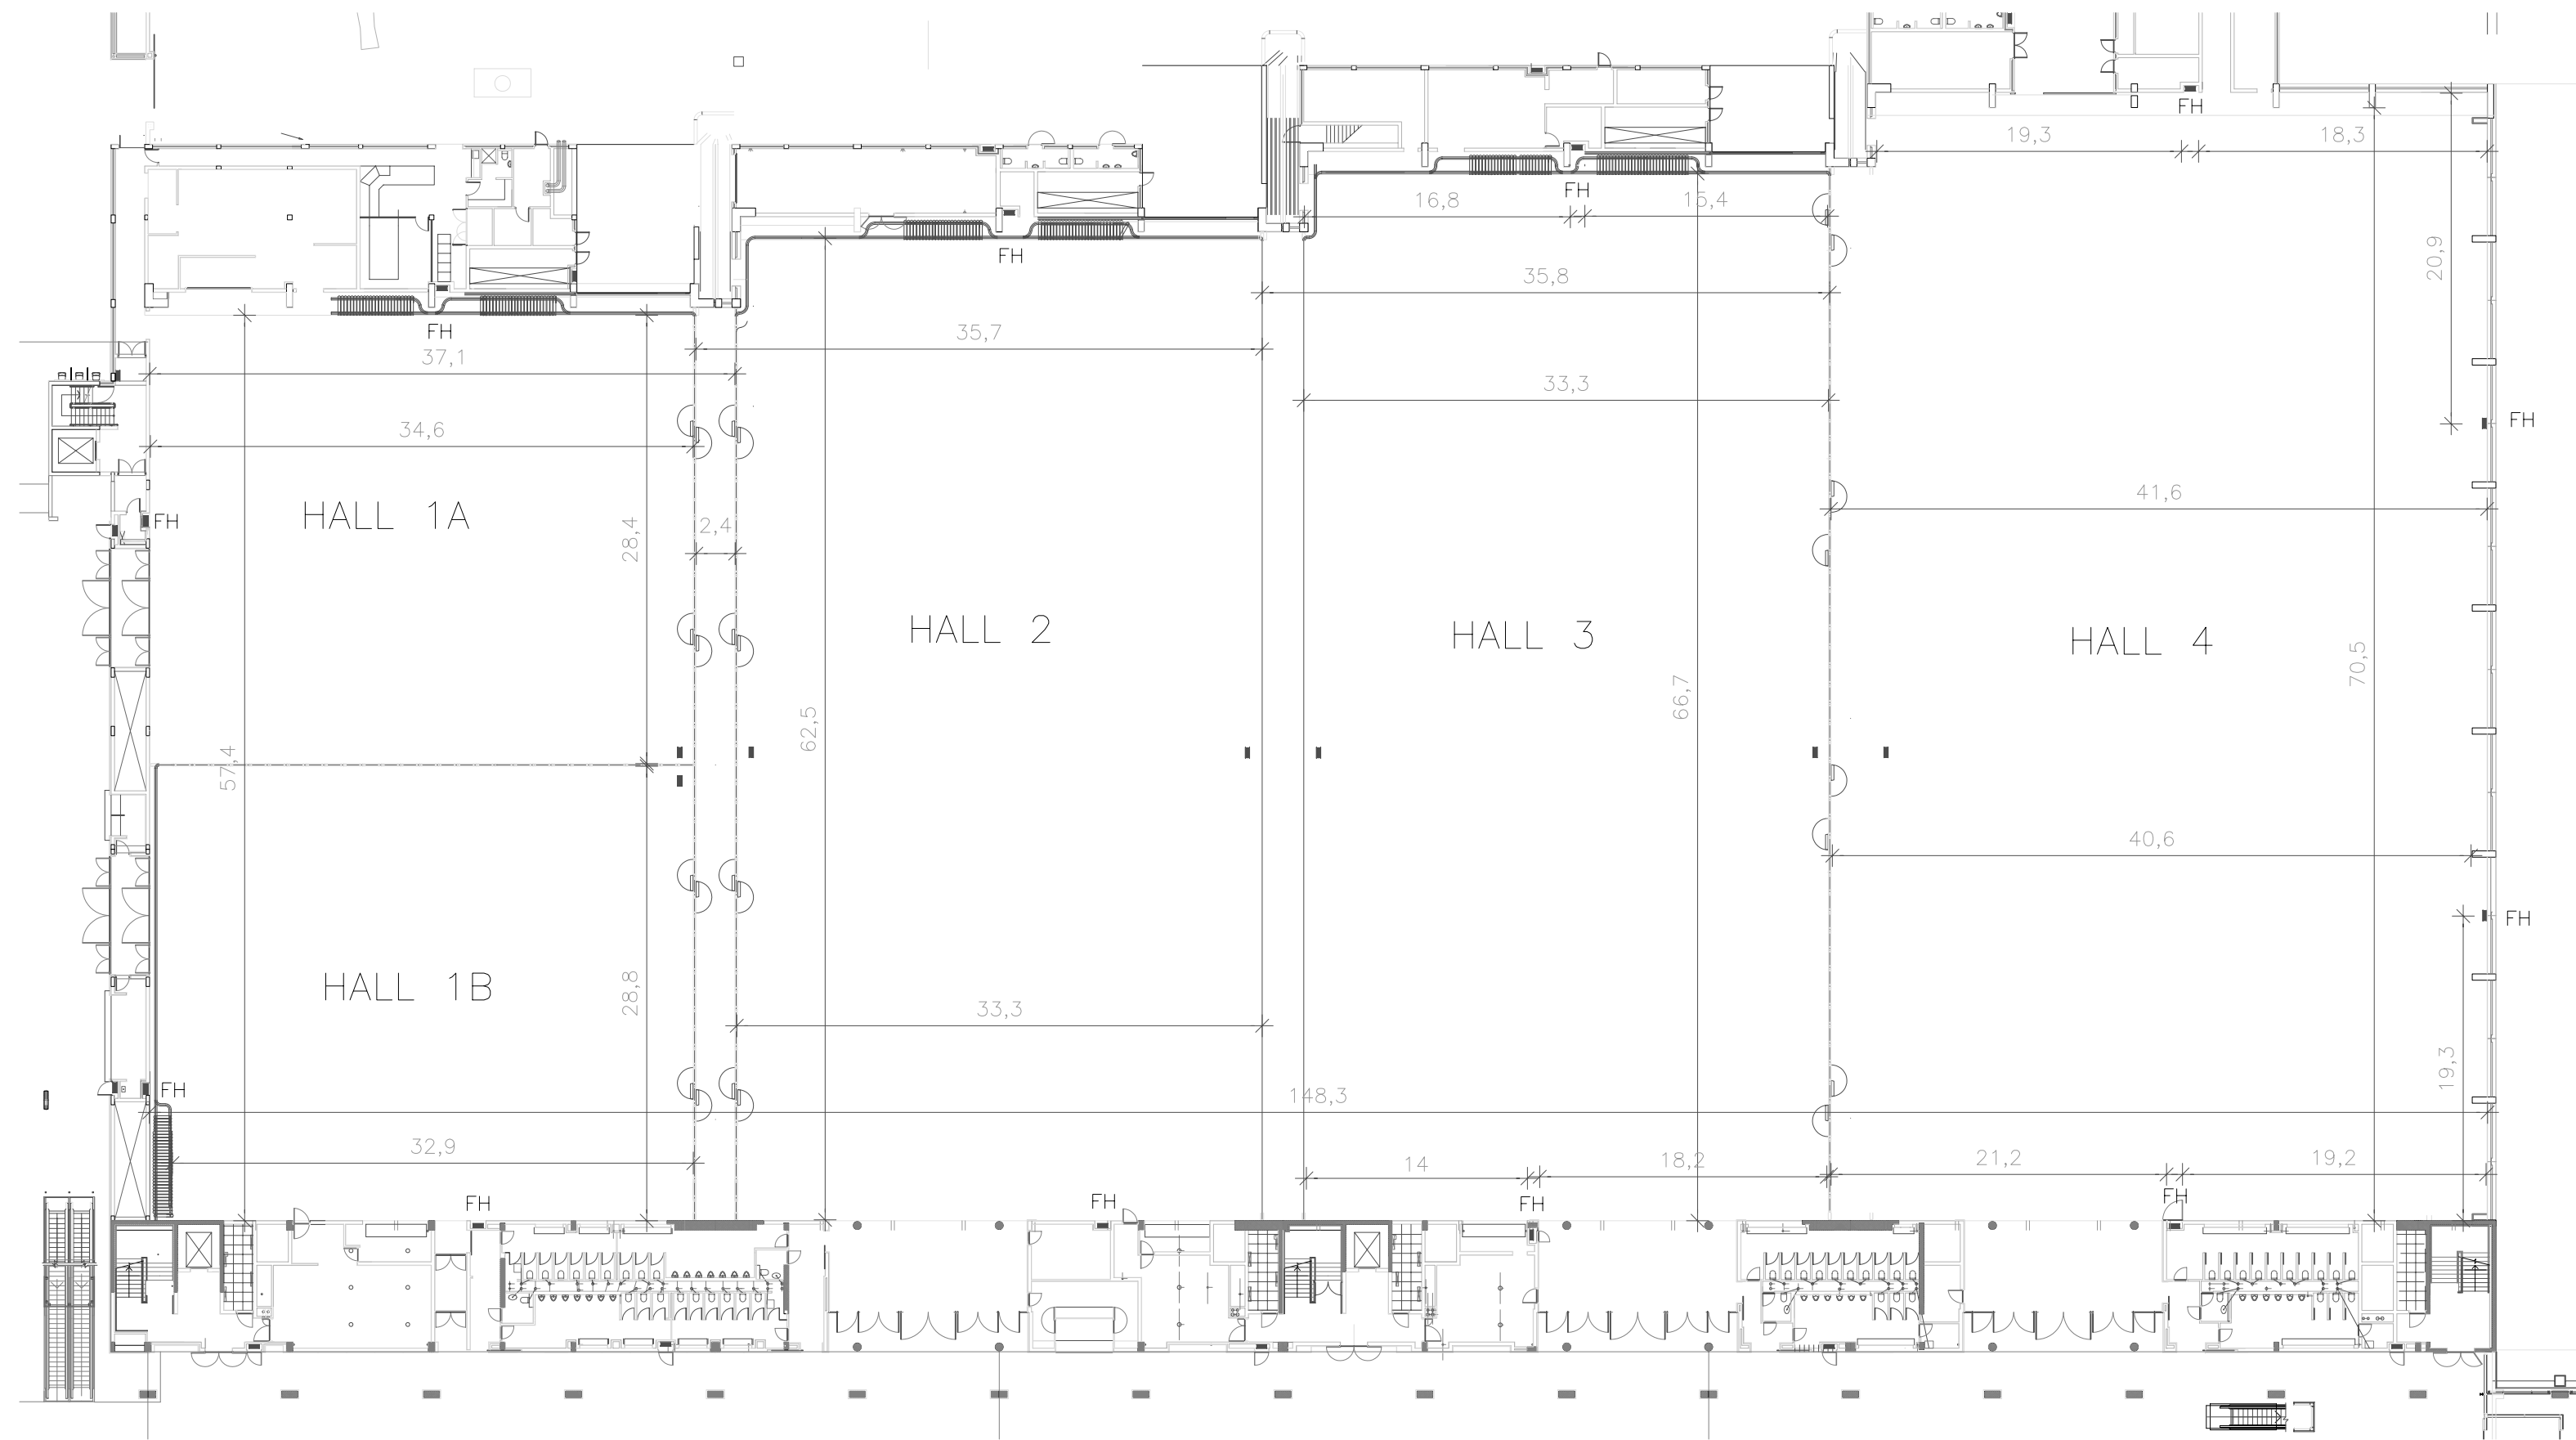 FH
19,3
18,3
FH
16,8
15,4
20,9
FH
35,8
FH
35,7
37,1
33,3
FH
34,6
41,6
HALL 1A
FH
28,4
2,4
HALL 2
HALL 3
HALL 4
70,5
66,7
62,5
57,4
40,6
FH
HALL 1B
28,8
33,3
19,3
FH
148,3
32,9
14
18,2
21,2
19,2
FH
FH
FH
FH